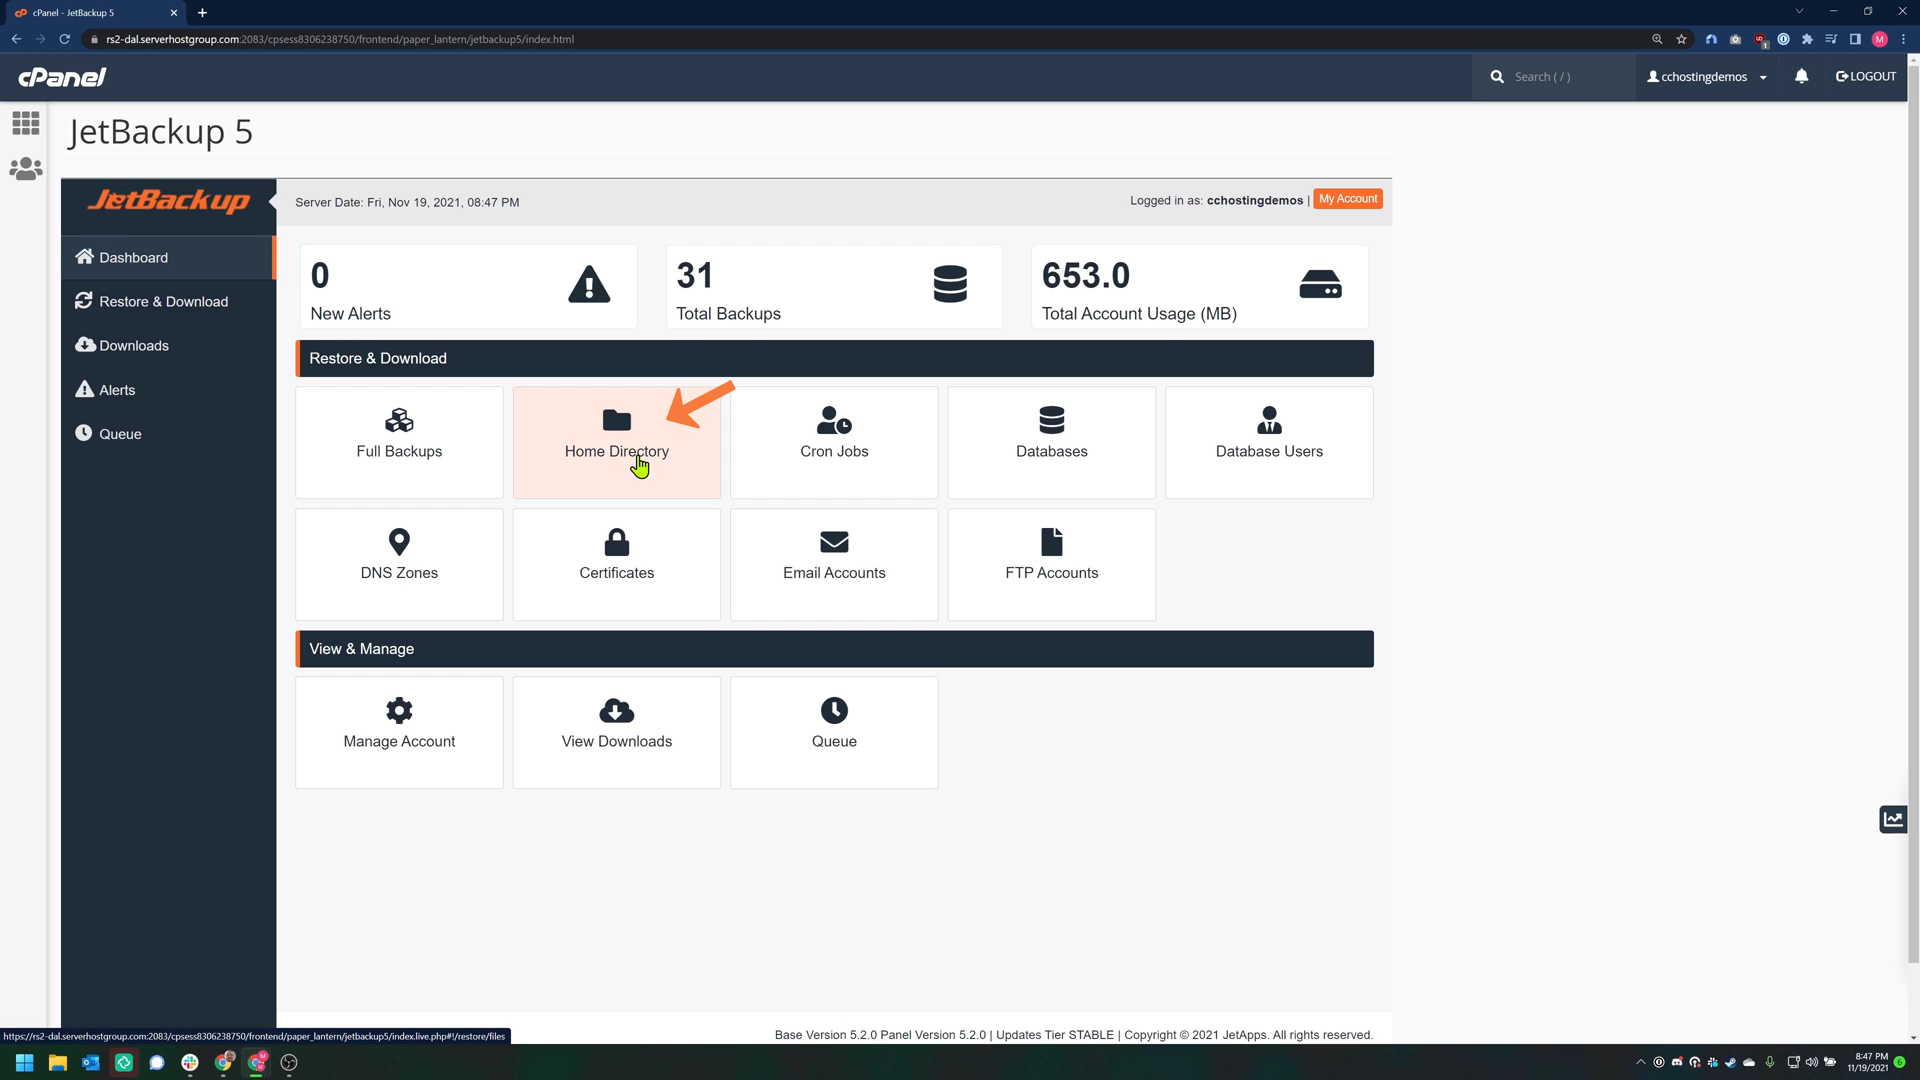 cPanel - JetBackup 5
rs2-dal.serverhostgroup.com:2083/cpsess8306238750/frontend/paper_lantern/jetbackup5/index.html
cPanel
Search ( / )
cchostingdemos
LOGOUT
JetBackup 5
JetBackup
Server Date: Fri, Nov 19, 2021, 08:47 PM
Logged in as: cchostingdemos | My Account
Dashboard
Restore & Download
Downloads
Alerts
Queue
0
New Alerts
31
Total Backups
653.0
Total Account Usage (MB)
Restore & Download
Full Backups
Home Directory
Cron Jobs
Databases
Database Users
DNS Zones
Certificates
Email Accounts
FTP Accounts
View & Manage
Manage Account
View Downloads
Queue
Base Version 5.2.0 Panel Version 5.2.0 | Updates Tier STABLE | Copyright © 2021 JetApps. All rights reserved.
https://rs2-dal.serverhostgroup.com:2083/cpsess8306238750/frontend/paper_lantern/jetbackup5/index.live.php#!/restore/files
8:47 PM
11/19/2021